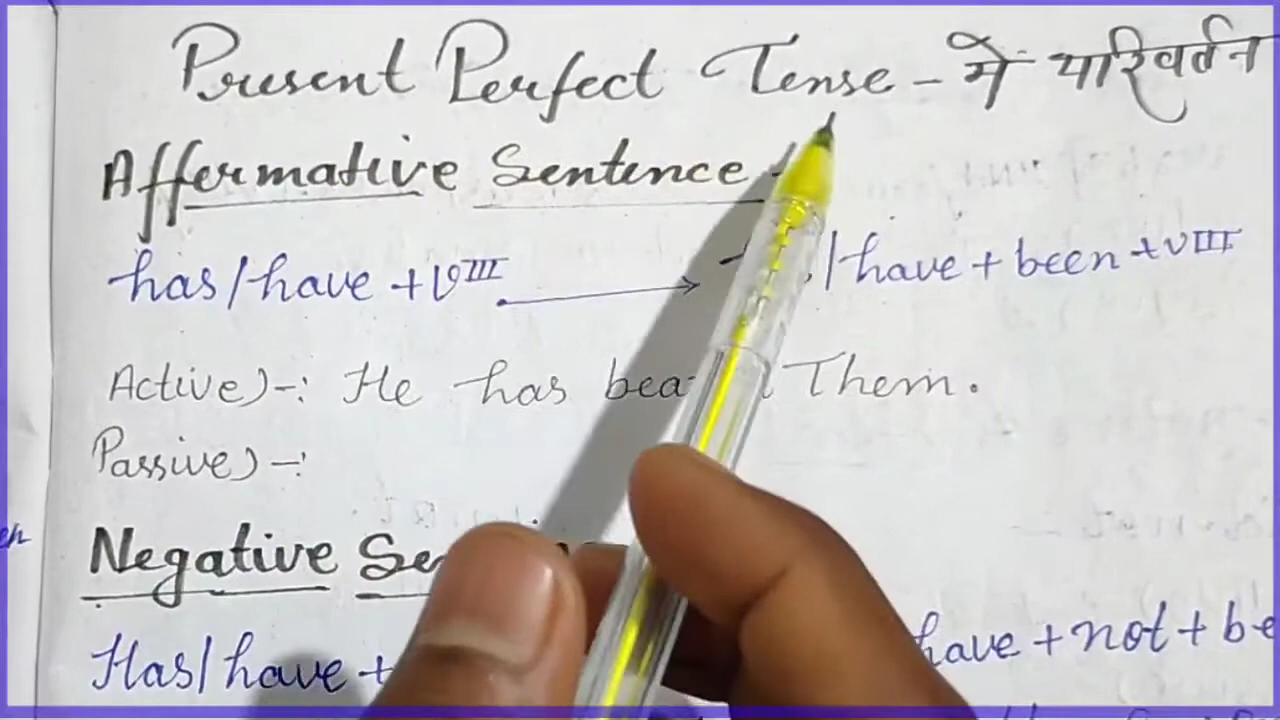 Present Perfect Tense - में परिवर्तन
Affermative Sentence -
has/have + VIII /have + been + VIII
Active)-: He has Them.
Passive)-:
Negative
Has/have + have + not +